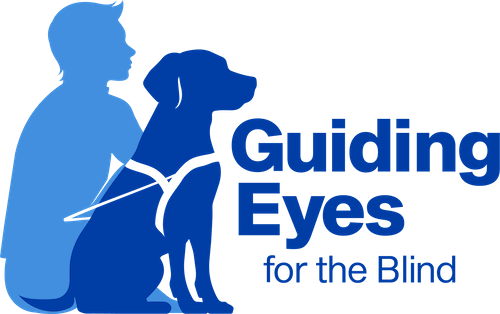 Guiding
Eyes
for the Blind